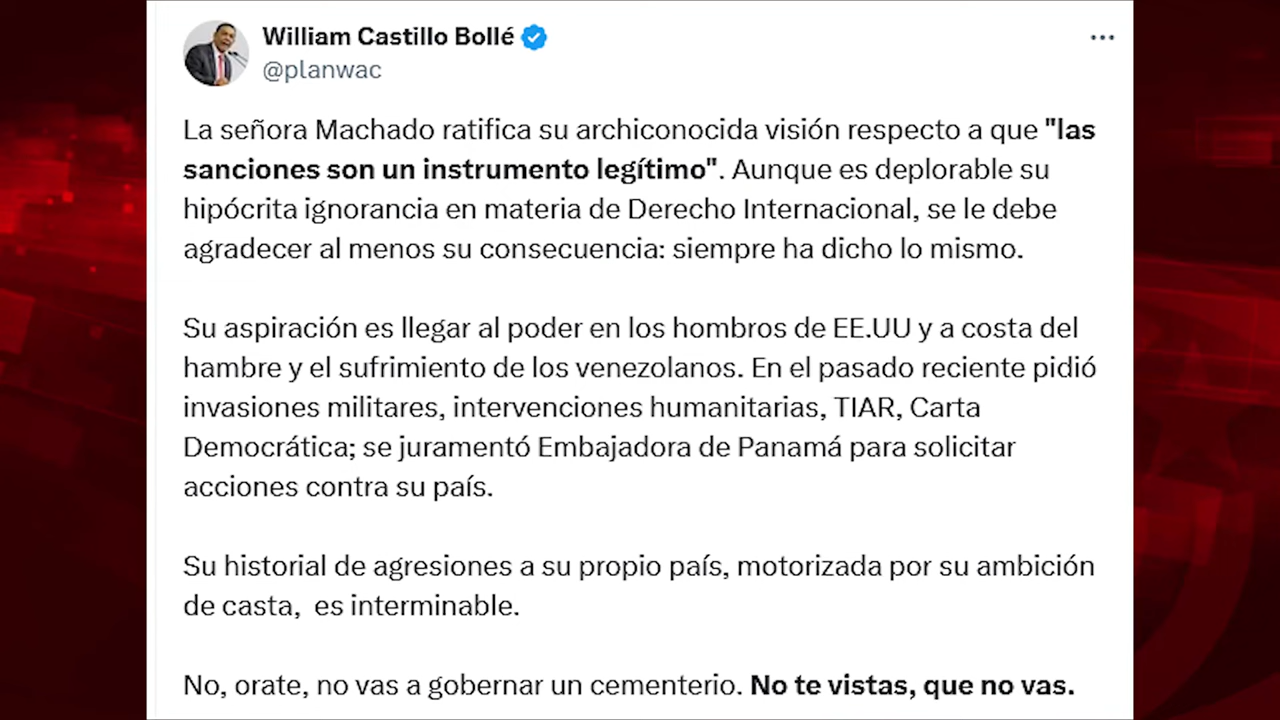 William Castillo Bollé
@planwac
La señora Machado ratifica su archiconocida visión respecto a que "las
sanciones son un instrumento legítimo". Aunque es deplorable su
hipócrita ignorancia en materia de Derecho Internacional, se le debe
agradecer al menos su consecuencia: siempre ha dicho lo mismo.
Su aspiración es llegar al poder en los hombros de EE.UU y a costa del
hambre y el sufrimiento de los venezolanos. En el pasado reciente pidió
invasiones militares, intervenciones humanitarias, TIAR, Carta
Democrática; se juramentó Embajadora de Panamá para solicitar
acciones contra su país.
Su historial de agresiones a su propio país, motorizada por su ambición
de casta,  es interminable.
No, orate, no vas a gobernar un cementerio. No te vistas, que no vas.